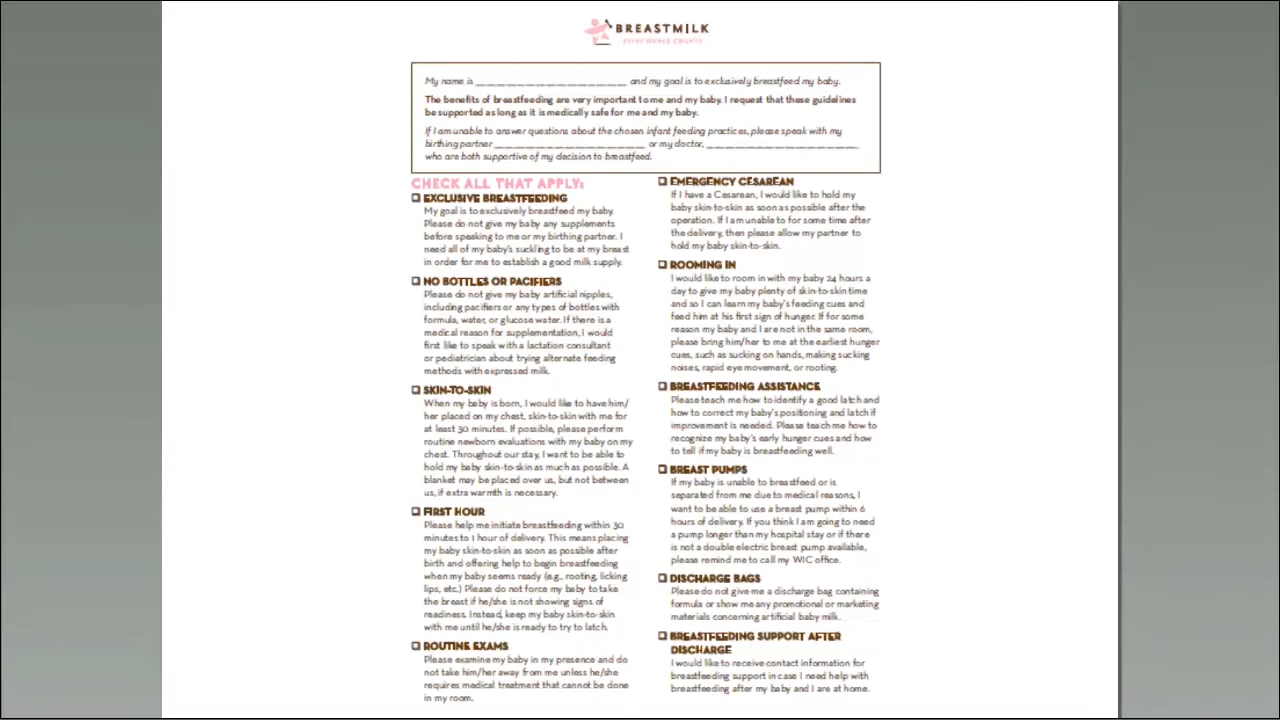 BREASTMILK
EVERY OUNCE COUNTS
My name is ____________________________ and my goal is to exclusively breastfeed my baby.
The benefits of breastfeeding are very important to me and my baby. I request that these guidelines
be supported as long as it is medically safe for me and my baby.
If I am unable to answer questions about the chosen infant feeding practices, please speak with my
birthing partner ____________________________ or my doctor, ____________________________
who are both supportive of my decision to breastfeed.
CHECK ALL THAT APPLY:
❏ EXCLUSIVE BREASTFEEDING
My goal is to exclusively breastfeed my baby.
Please do not give my baby any supplements
before speaking to me or my birthing partner. I
need all of my baby's suckling to be at my breast
in order for me to establish a good milk supply.
❏ NO BOTTLES OR PACIFIERS
Please do not give my baby artificial nipples,
including pacifiers or any types of bottles with
formula, water, or glucose water. If there is a
medical reason for supplementation, I would
first like to speak with a lactation consultant
or pediatrician about trying alternate feeding
methods with expressed milk.
❏ SKIN-TO-SKIN
When my baby is born, I would like to have him/
her placed on my chest, skin-to-skin with me for
at least 30 minutes. If possible, please perform
routine newborn evaluations with my baby on my
chest. Throughout our stay, I want to be able to
hold my baby skin-to-skin as much as possible. A
blanket may be placed over us, but not between
us, if extra warmth is necessary.
❏ FIRST HOUR
Please help me initiate breastfeeding within 30
minutes to 1 hour of delivery. This means placing
my baby skin-to-skin as soon as possible after
birth and offering help to begin breastfeeding
when my baby seems ready (e.g., rooting, licking
lips, etc.) Please do not force my baby to take
the breast if he/she is not showing signs of
readiness. Instead, keep my baby skin-to-skin
with me until he/she is ready to try to latch.
❏ ROUTINE EXAMS
Please examine my baby in my presence and do
not take him/her away from me unless he/she
requires medical treatment that cannot be done
in my room.
❏ EMERGENCY CESAREAN
If I have a Cesarean, I would like to hold my
baby skin-to-skin as soon as possible after the
operation. If I am unable to for some time after
the delivery, then please allow my partner to
hold my baby skin-to-skin.
❏ ROOMING IN
I would like to room in with my baby 24 hours a
day to give my baby plenty of skin-to-skin time
and so I can learn my baby's feeding cues and
feed him at his first sign of hunger. If for some
reason my baby and I are not in the same room,
please bring him/her to me at the earliest hunger
cues, such as sucking on hands, making sucking
noises, rapid eye movement, or rooting.
❏ BREASTFEEDING ASSISTANCE
Please teach me how to identify a good latch and
how to correct my baby's positioning and latch if
improvement is needed. Please teach me how to
recognize my baby's early hunger cues and how
to tell if my baby is breastfeeding well.
❏ BREAST PUMPS
If my baby is unable to breastfeed or is
separated from me due to medical reasons, I
want to be able to use a breast pump within 6
hours of delivery. If you think I am going to need
a pump longer than my hospital stay or if there
is not a double electric breast pump available,
please remind me to call my WIC office.
❏ DISCHARGE BAGS
Please do not give me a discharge bag containing
formula or show me any promotional or marketing
materials concerning artificial baby milk.
❏ BREASTFEEDING SUPPORT AFTER
DISCHARGE
I would like to receive contact information for
breastfeeding support in case I need help with
breastfeeding after my baby and I are at home.